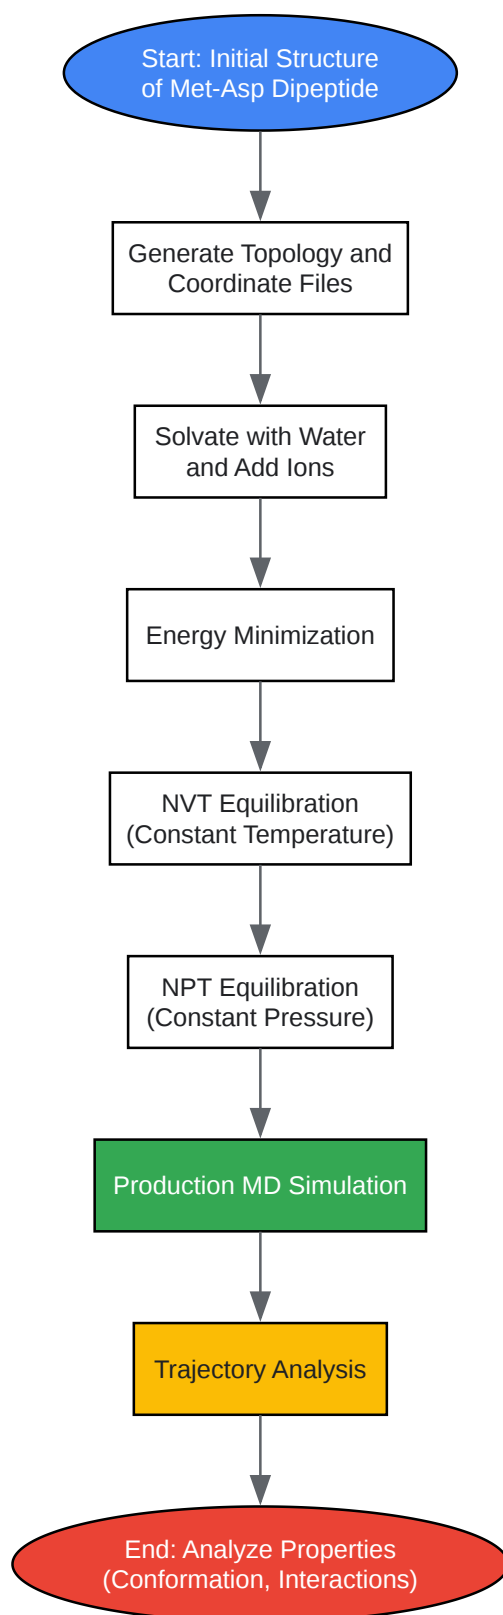 Start: Initial Structure
of Met-Asp Dipeptide
Generate Topology and
Coordinate Files
Solvate with Water
and Add Ions
Energy Minimization
NVT Equilibration
(Constant Temperature)
NPT Equilibration
(Constant Pressure)
Production MD Simulation
Trajectory Analysis
End: Analyze Properties
(Conformation, Interactions)